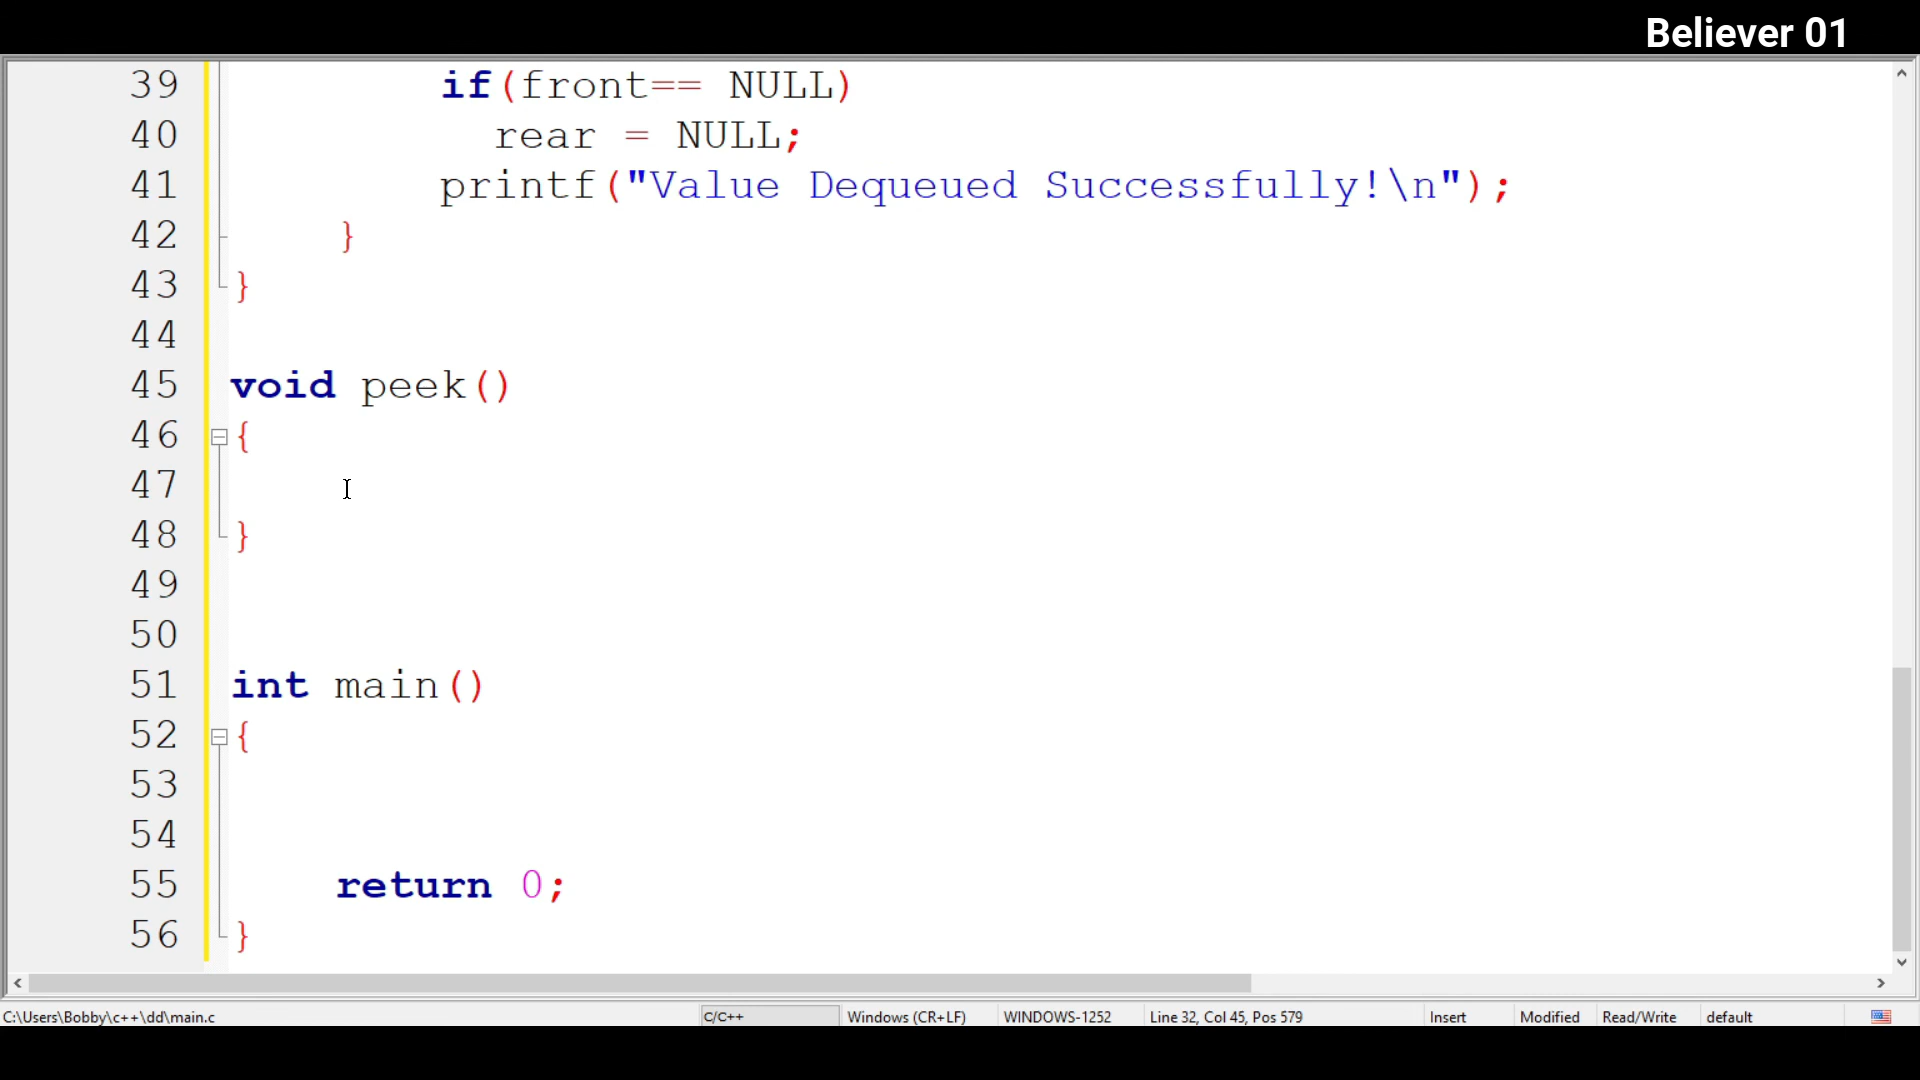 Believer 01
39 if(front== NULL)
40 rear = NULL;
41 printf("Value Dequeued Successfully!\n");
42 }
43 }
44
45 void peek()
46 {
47
48 }
49
50
51 int main()
52 {
53
54
55 return 0;
56 }
C:\Users\Bobby\c++\dd\main.c C/C++ Windows (CR+LF) WINDOWS-1252 Line 32, Col 45, Pos 579 Insert Modified Read/Write default